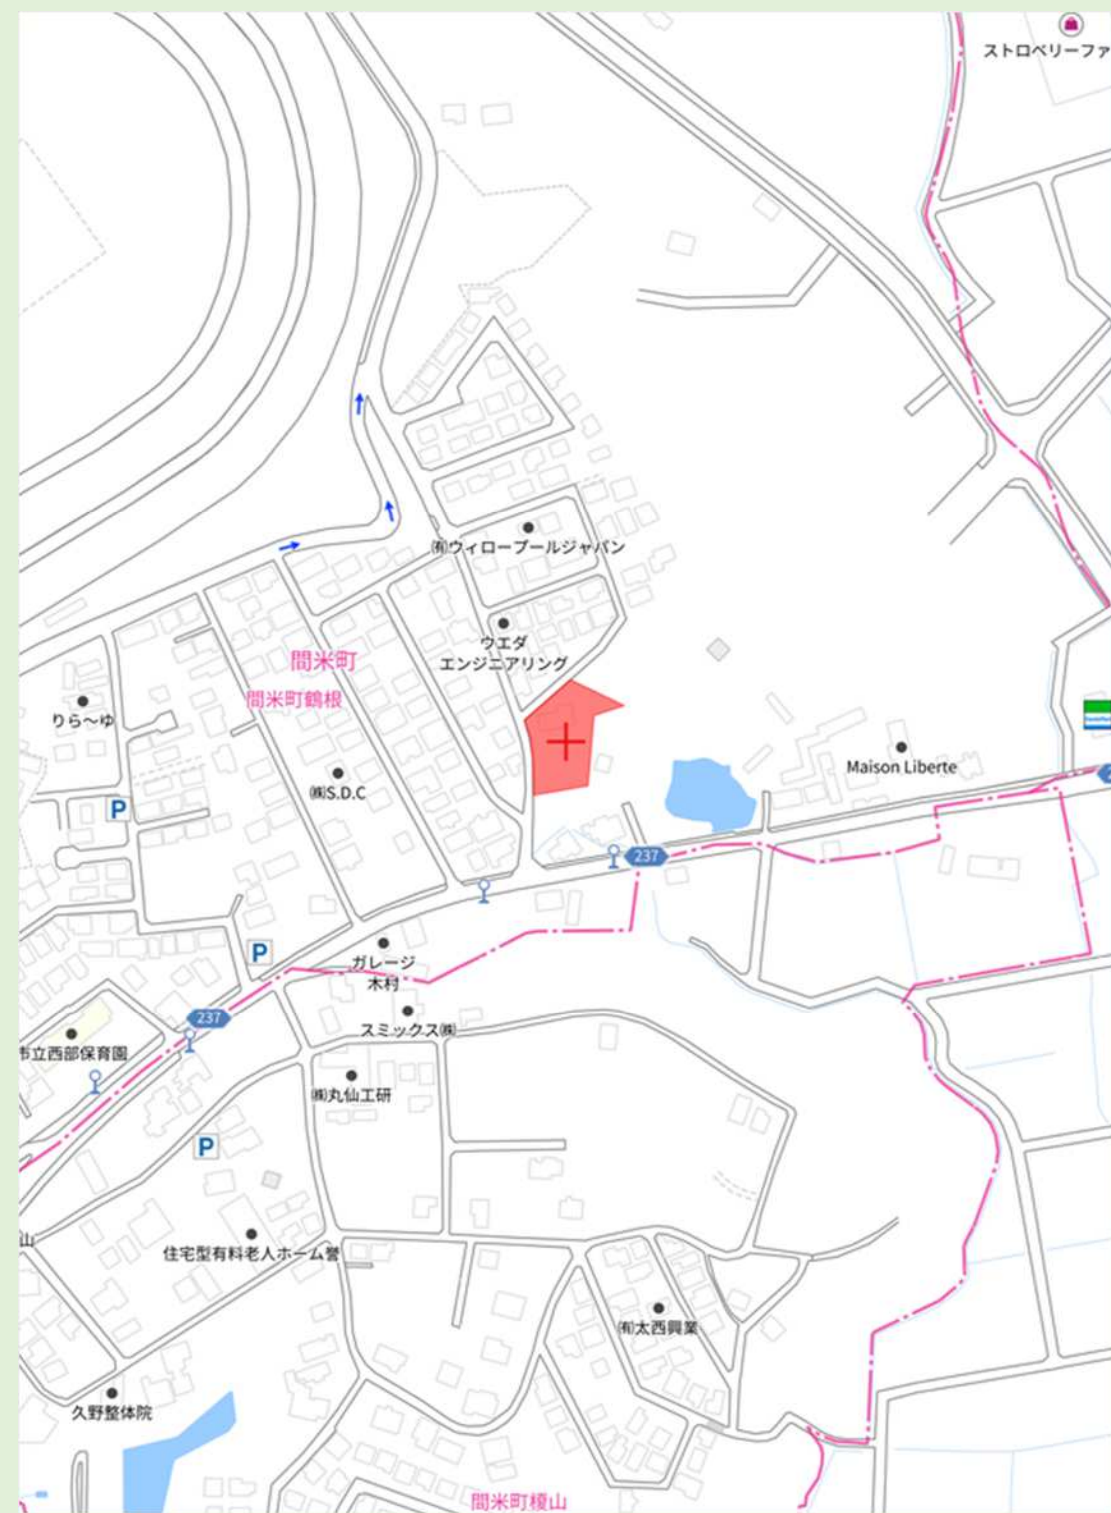 ストロベリーファ
㈲ウィロープールジャパン
ウエダ
エンジニアリング
間米町
間米町鶴根
りら〜ゆ
㈱S.D.C
P
Maison Liberte
237
P
ガレージ
木村
237
スミックス㈱
市立西部保育園
㈱丸仙工研
P
山
住宅型有料老人ホーム誉
㈲太西興業
久野整体院
間米町榎山